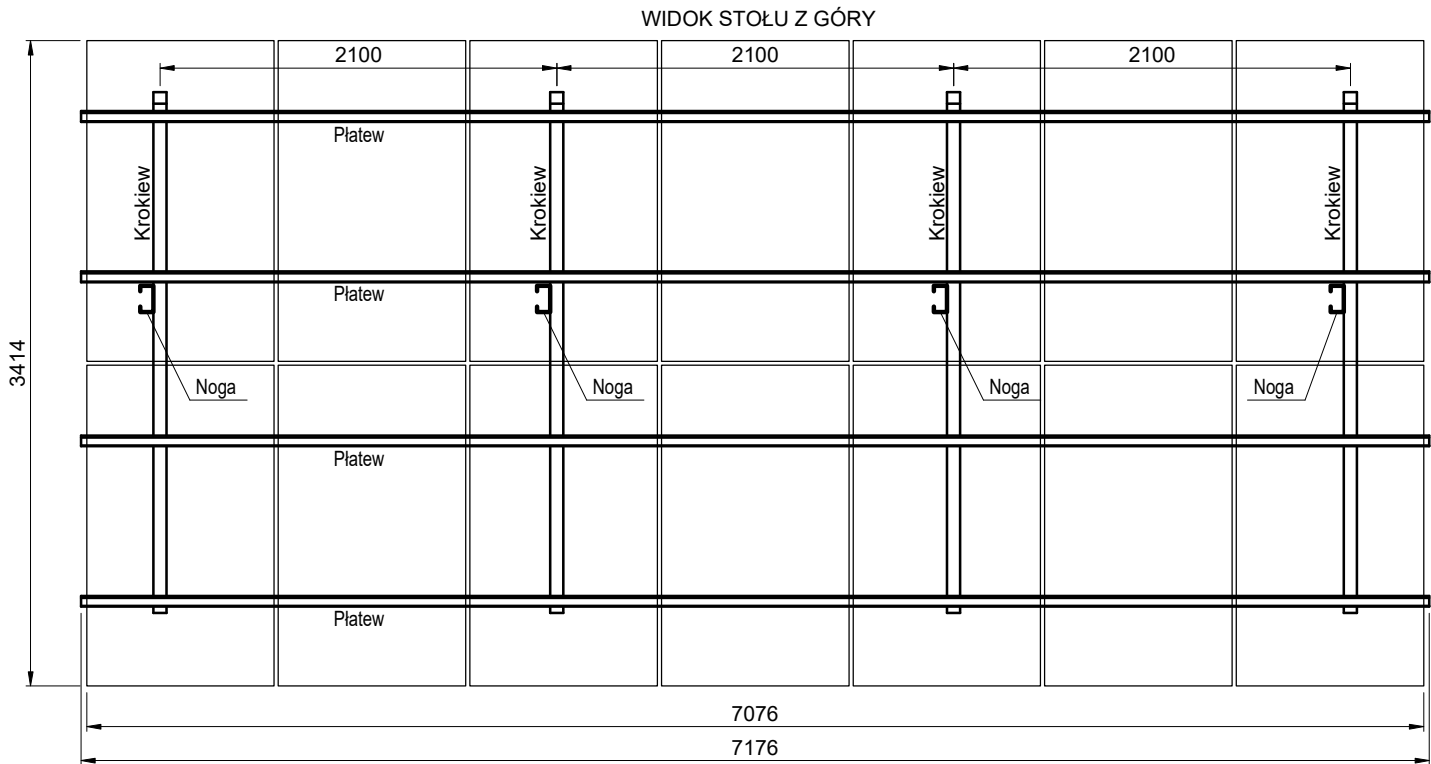 WIDOK STOŁU Z GÓRY
2100
2100
2100
Płatew
Krokiew
Krokiew
Krokiew
Krokiew
Płatew
3414
Noga
Noga
Noga
Noga
Płatew
Płatew
7076
7176